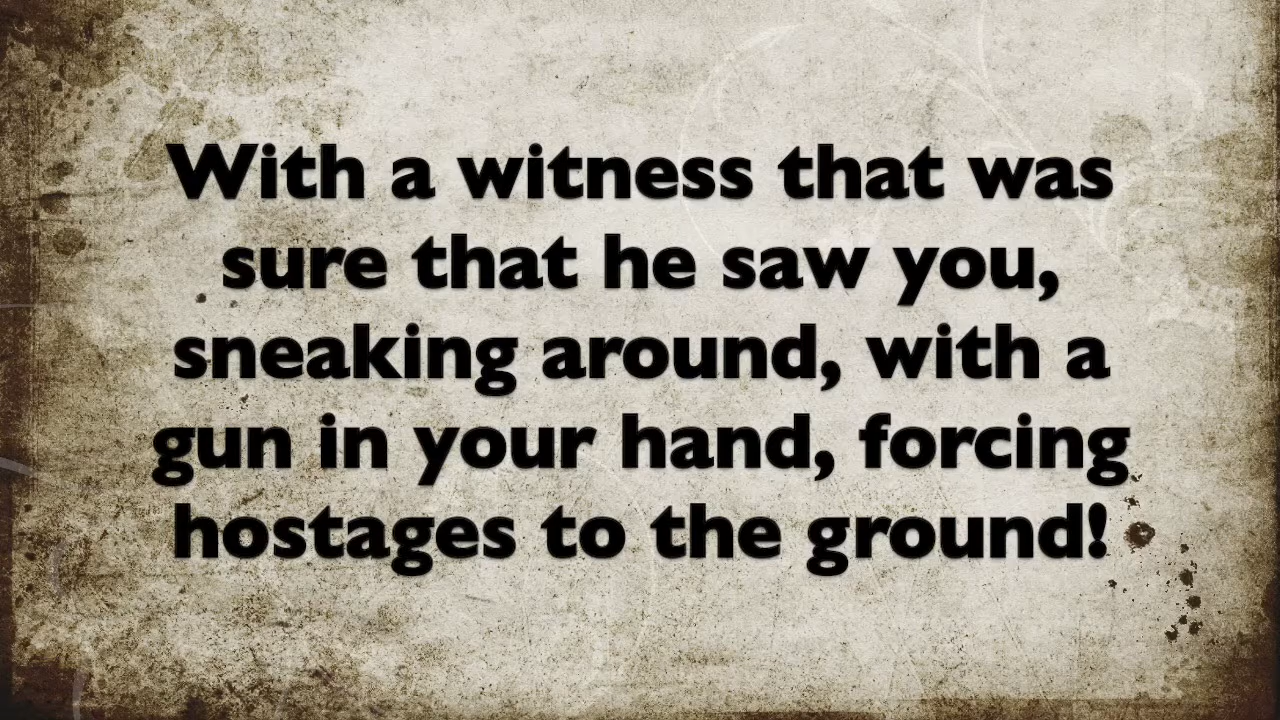 With a witness that was
sure that he saw you,
sneaking around, with a
gun in your hand, forcing
hostages to the ground!